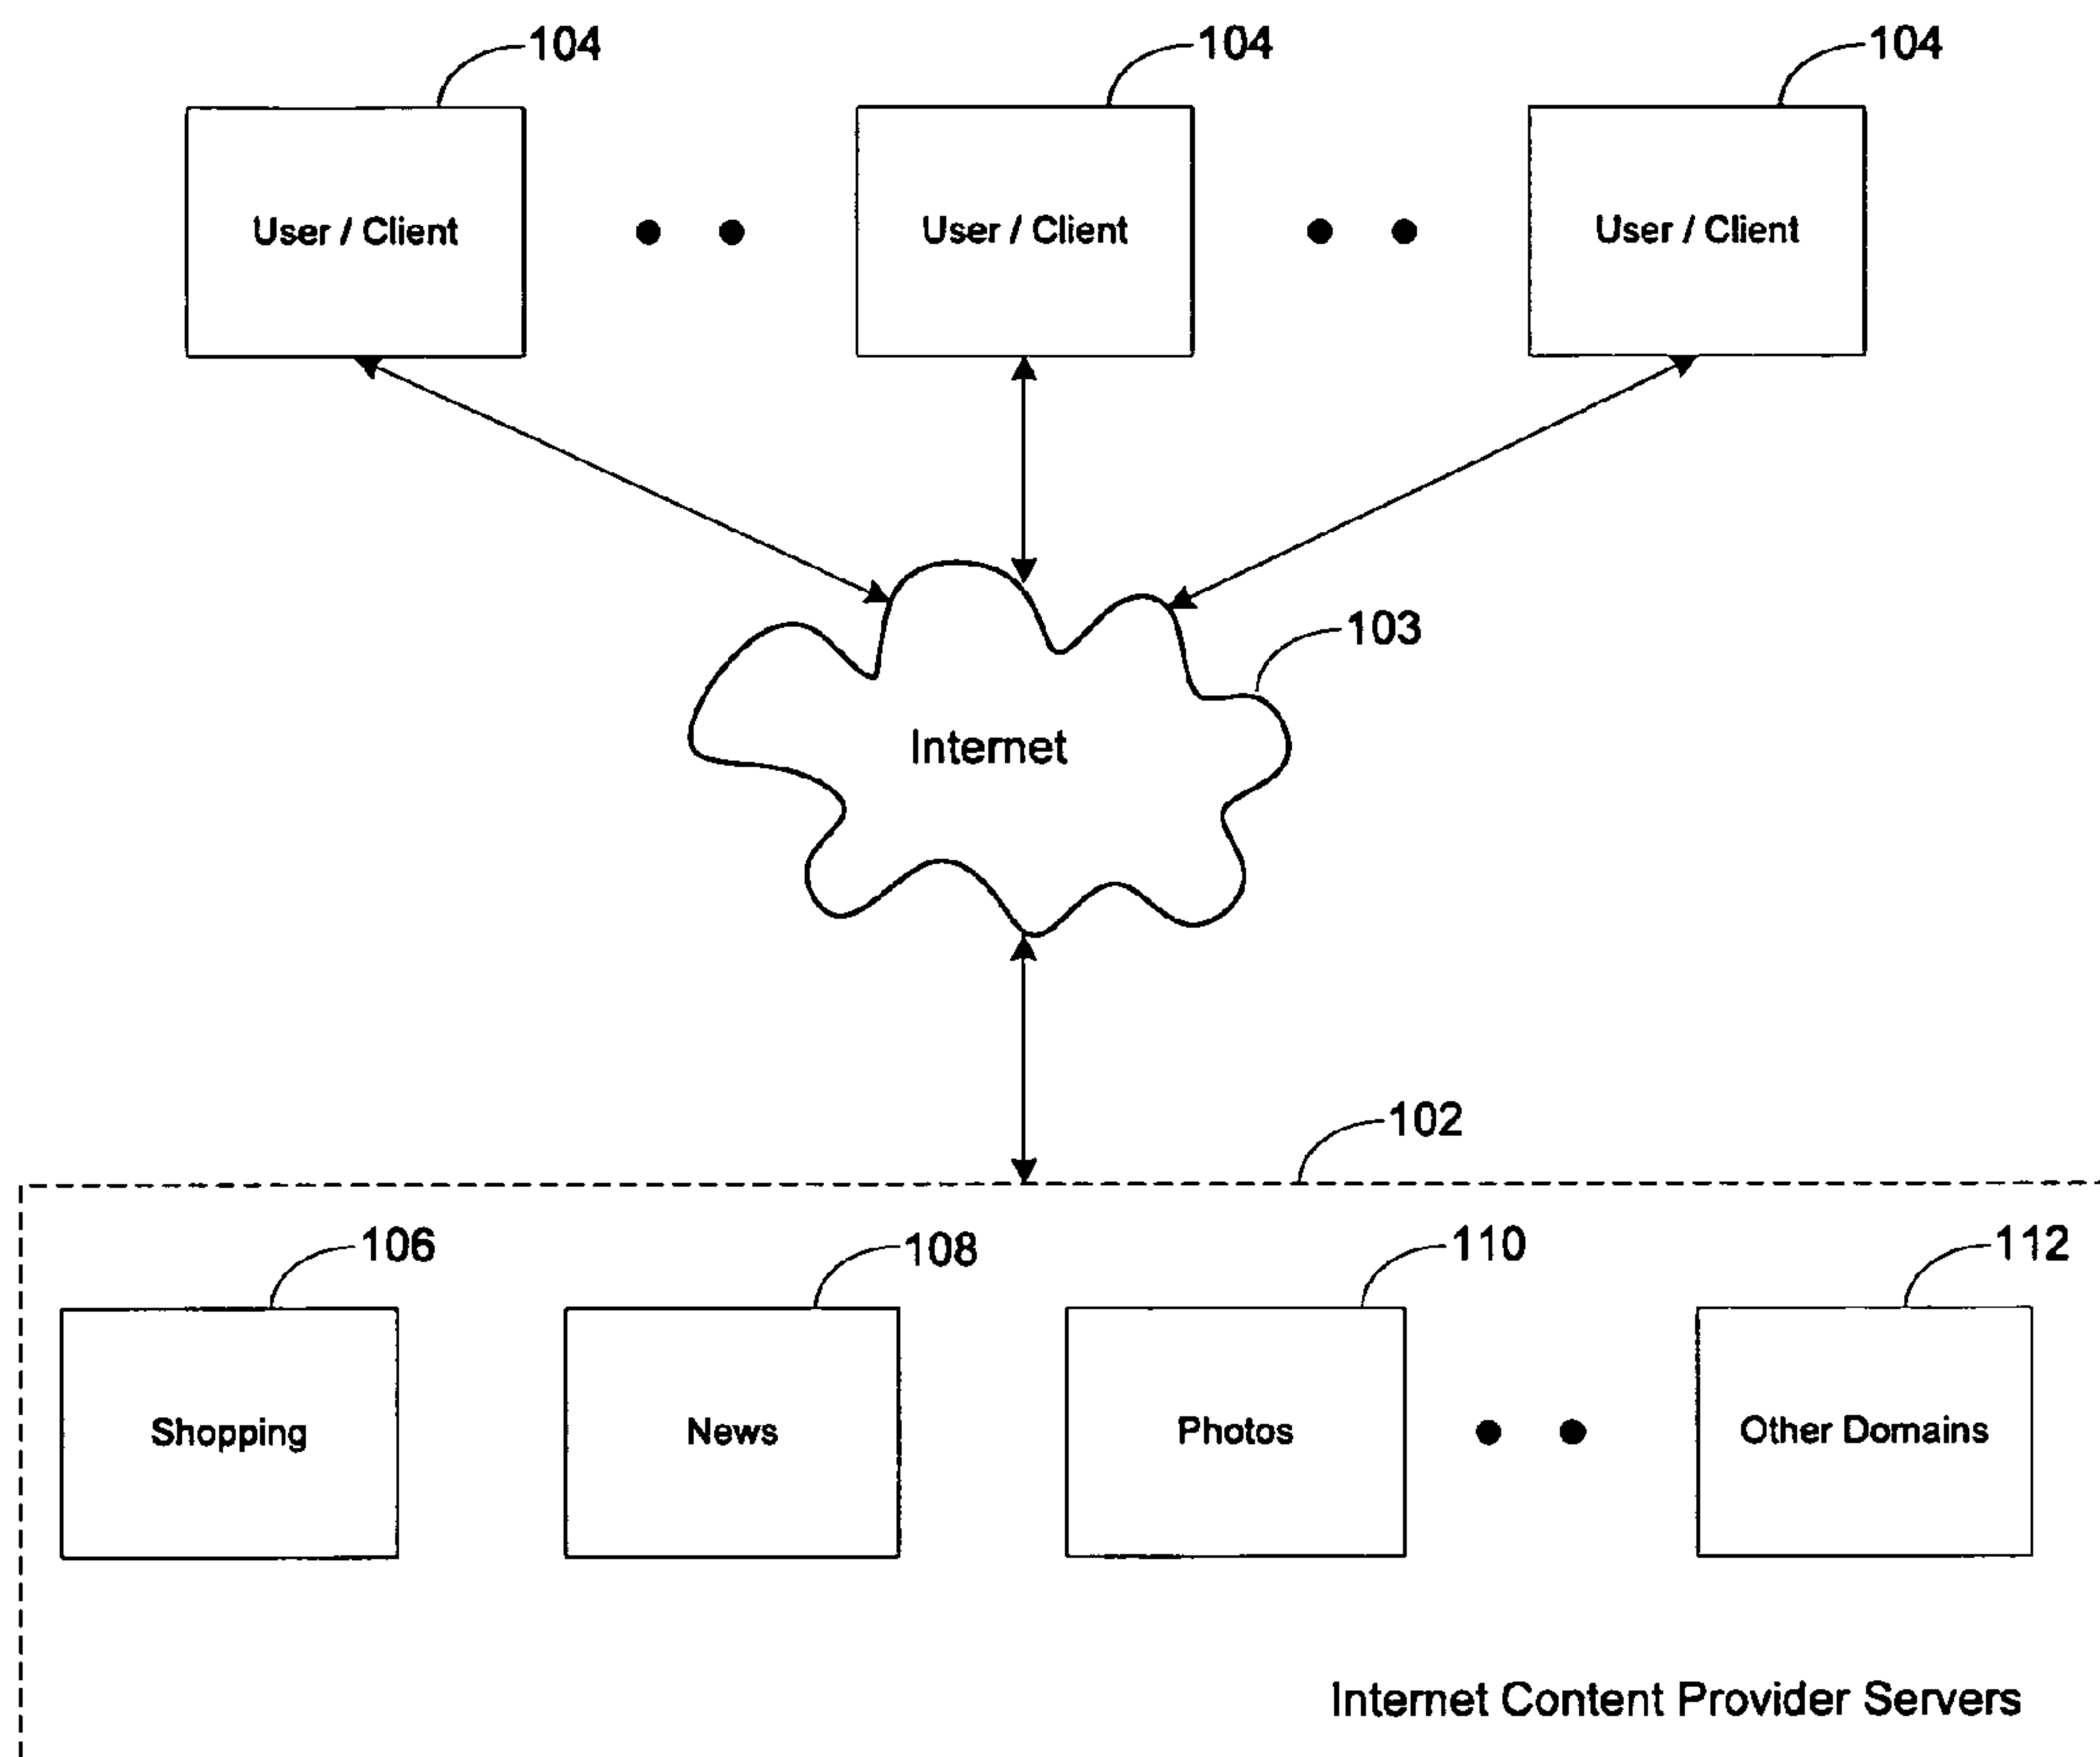 104
104
104
User / Client
User / Client
User / Client
103
Internet
102
106
108
110
112
Shopping
News
Photos
Other Domains
Internet Content Provider Servers